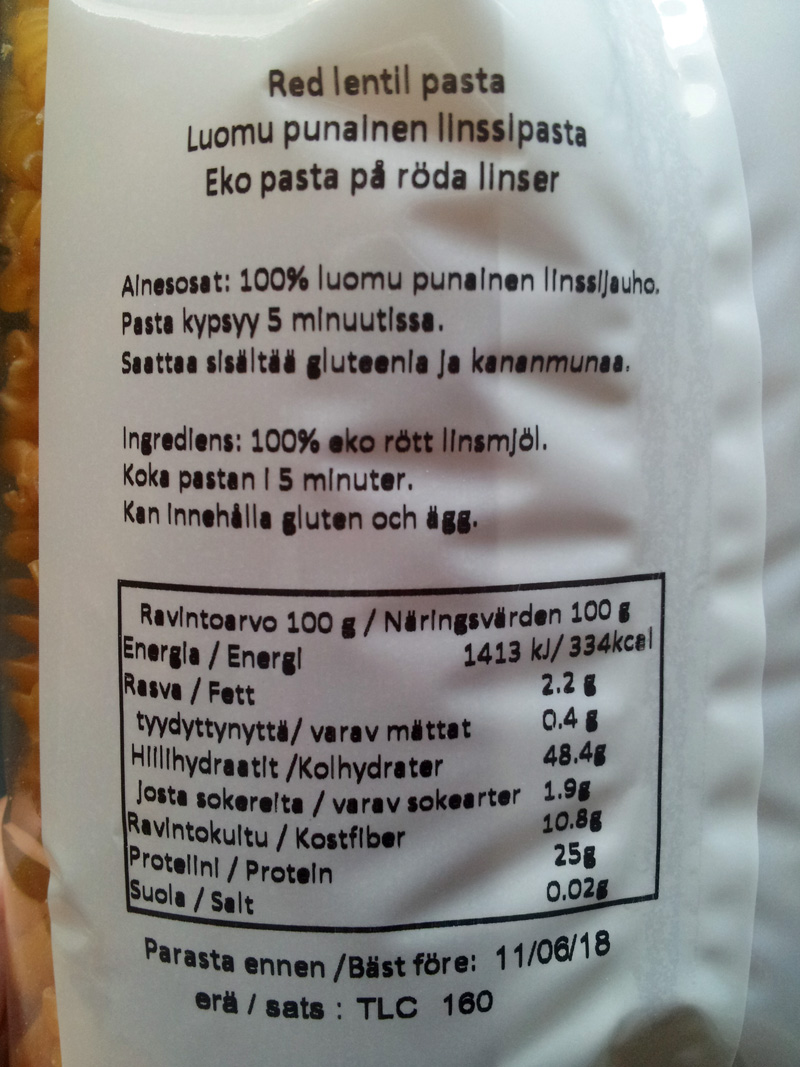 Red lentil pasta
Luomu punainen linssipasta
Eko pasta på röda linser
Ainesosat: 100% luomu punainen linssijauho.
Pasta kypsyy 5 minuutissa.
Saattaa sisältää gluteenia ja kananmunaa.
Ingrediens: 100% eko rött linsmjöl.
Koka pastan i 5 minuter.
Kan innehålla gluten och ägg.
Ravintoarvo 100 g / Näringsvärden 100 g
Energia / Energi 1413 kJ/ 334kcal
Rasva / Fett 2.2 g
tyydyttynyttä/ varav mättat 0.4 g
Hiilihydraatit /Kolhydrater 48.4g
Josta sokereita / varav sokearter 1.9g
Ravintokuitu / Kostfiber 10.8g
Proteiini / Protein 25g
Suola / Salt 0.02g
Parasta ennen /Bäst före: 11/06/18
erä / sats : TLC 160